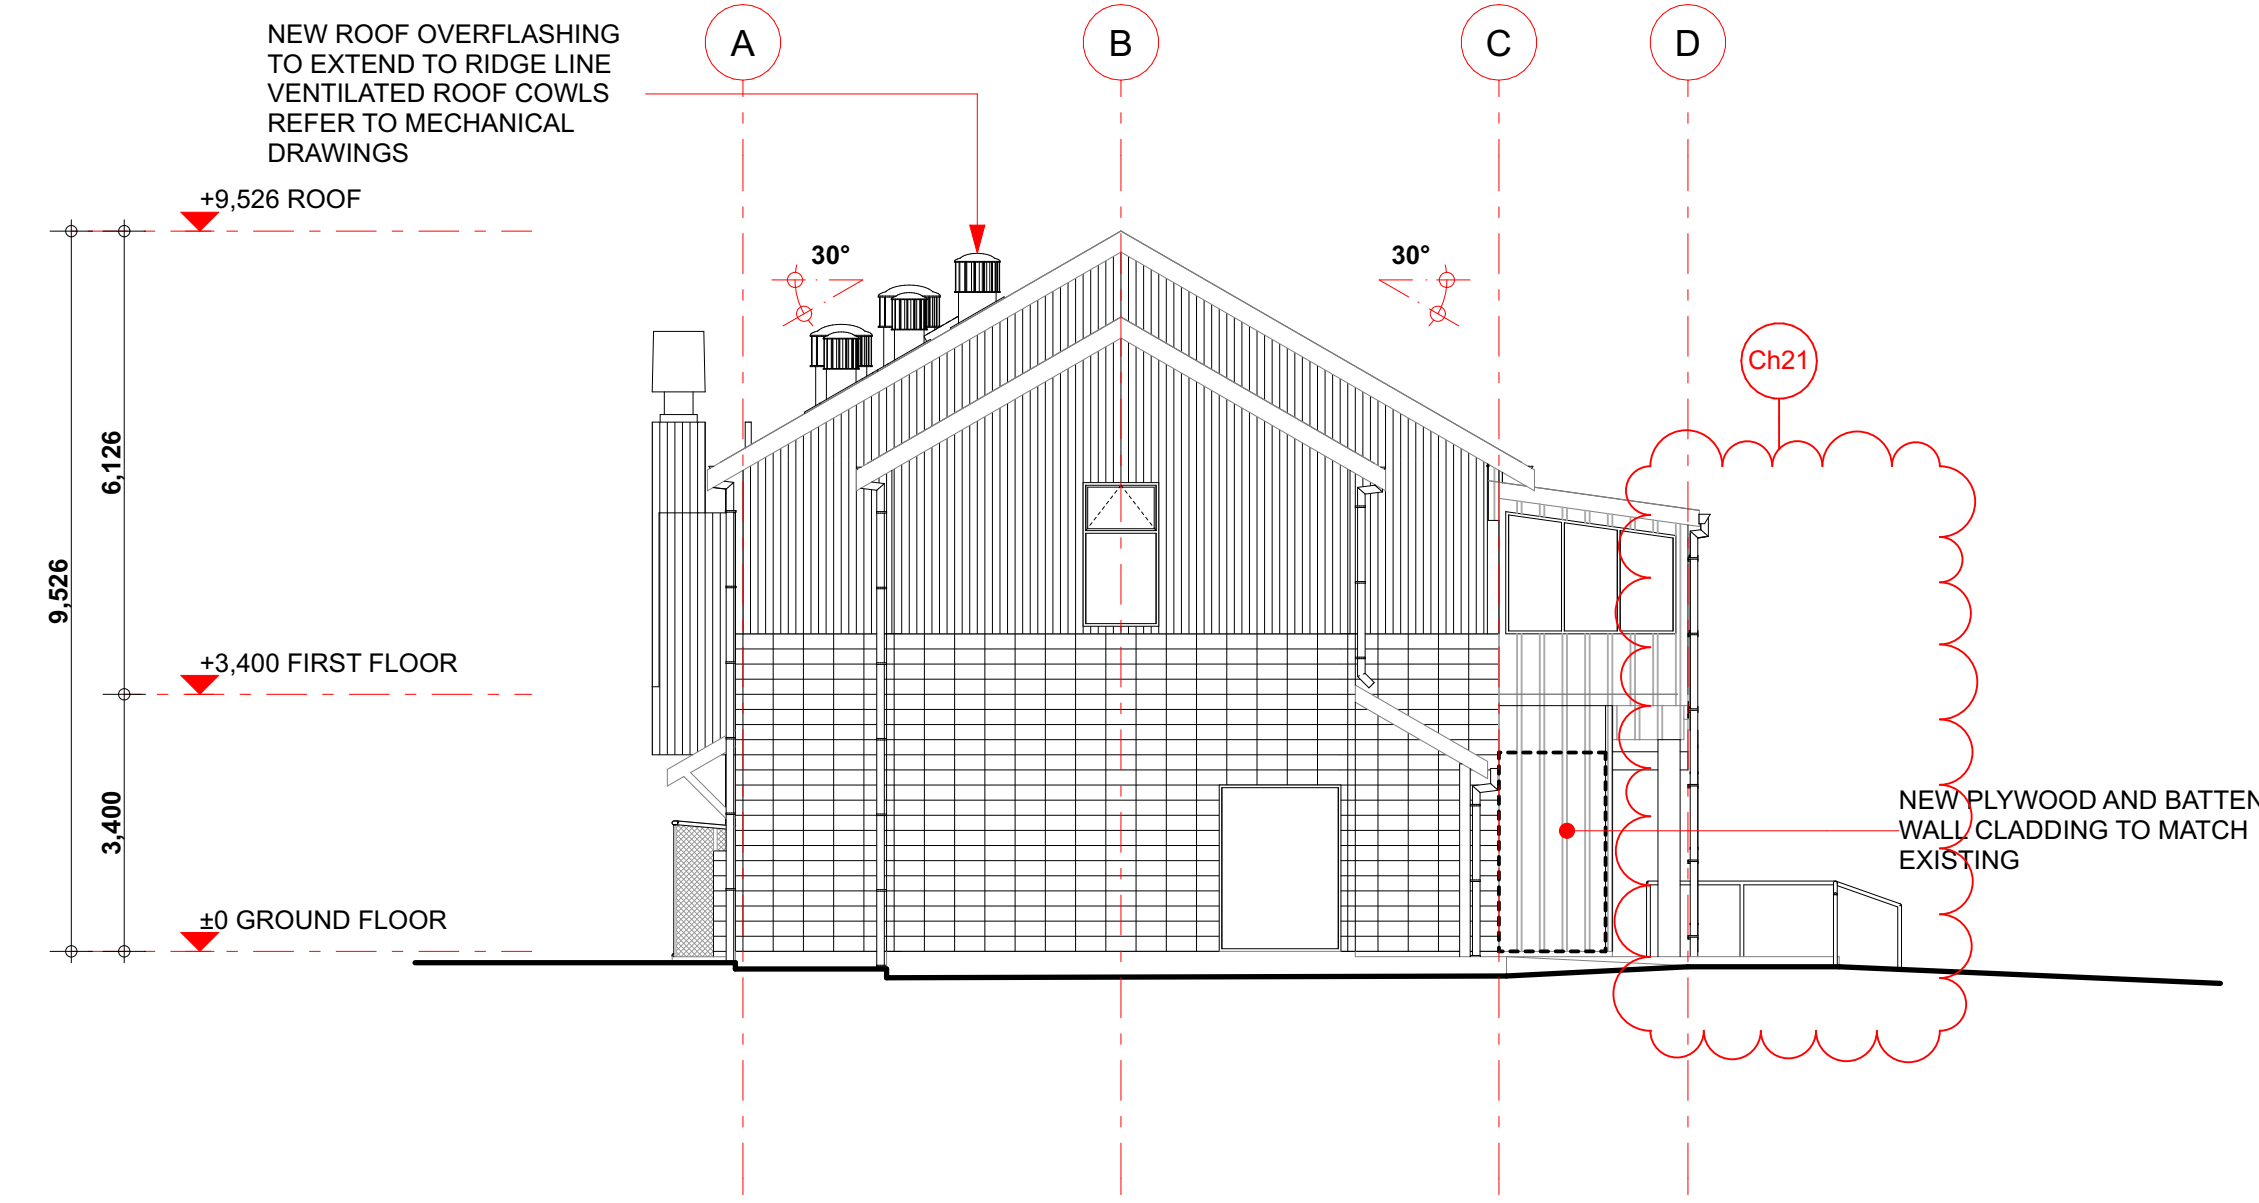 NEW ROOF OVERFLASHING
TO EXTEND TO RIDGE LINE
VENTILATED ROOF COWLS
REFER TO MECHANICAL
DRAWINGS
A
B
C
D
+9,526 ROOF
30°
30°
Ch21
6,126
9,526
+3,400 FIRST FLOOR
3,400
NEW PLYWOOD AND BATTEN
WALL CLADDING TO MATCH
EXISTING
±0 GROUND FLOOR